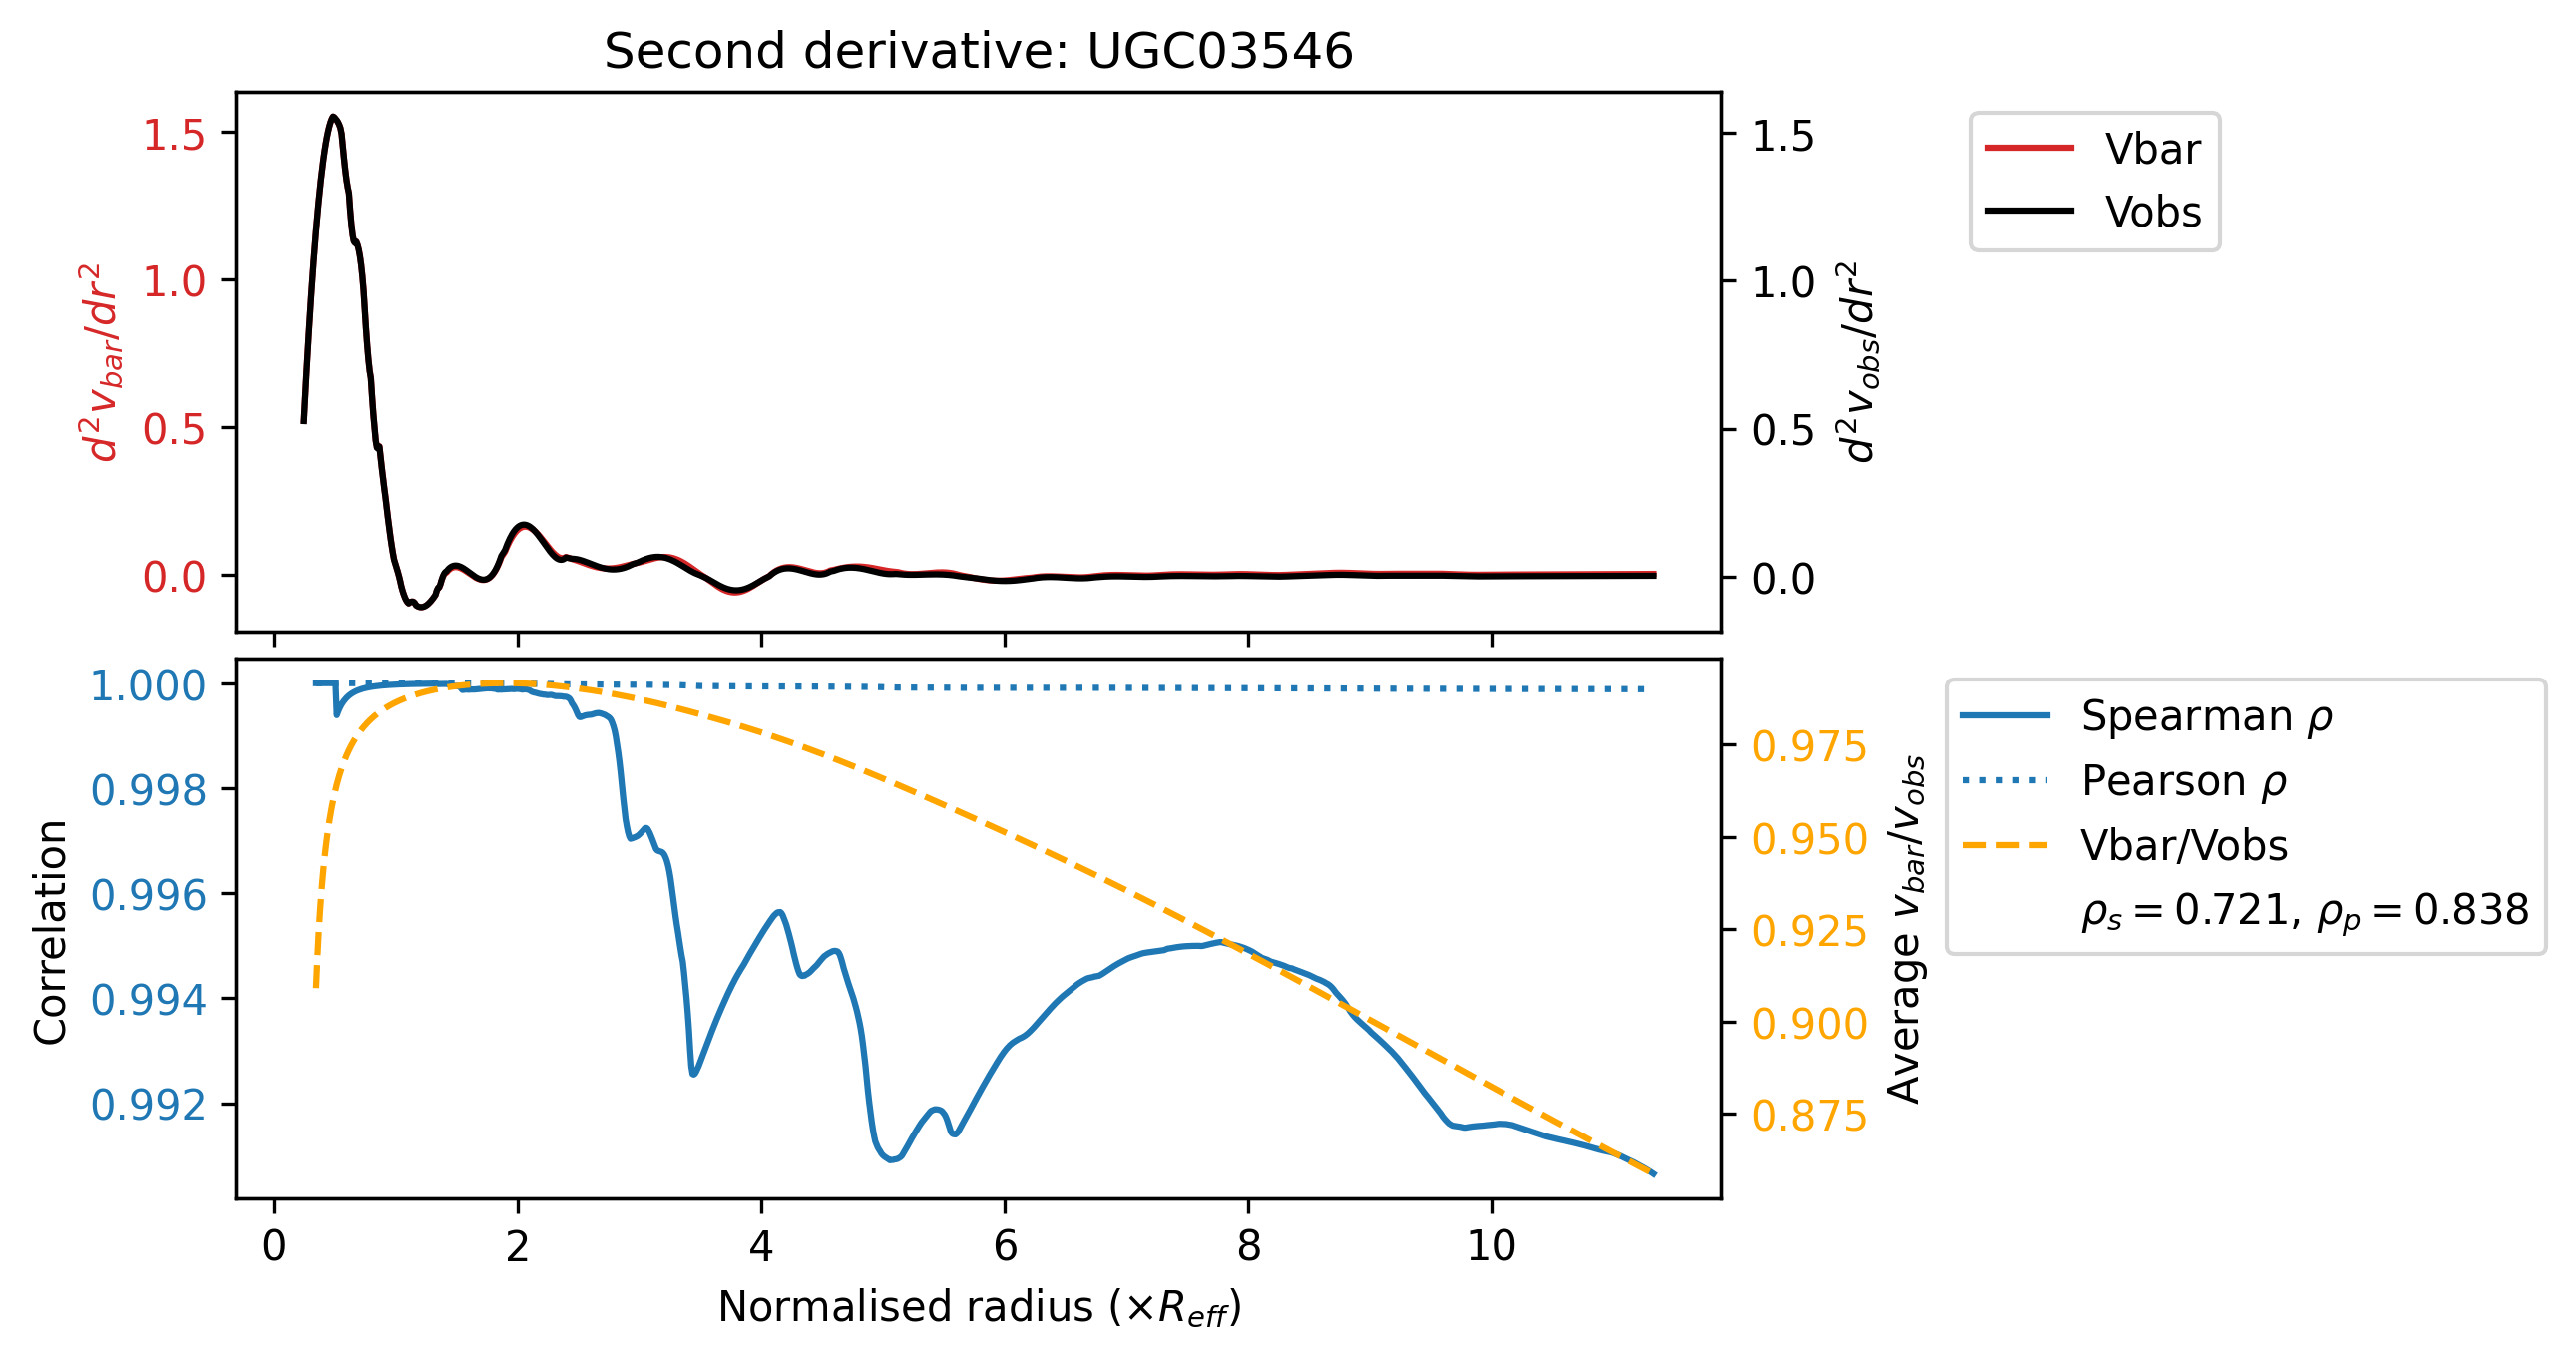 Second derivative: UGC03546
1.5
1.0
0.5
0.0
d²v_bar/dr²
1.5
1.0
0.5
0.0
d²v_obs/dr²
Vbar
Vobs
1.000
0.998
0.996
0.994
0.992
Correlation
0.975
0.950
0.925
0.900
0.875
Average v_bar/v_obs
Spearman ρ
Pearson ρ
Vbar/Vobs
ρ_s = 0.721, ρ_p = 0.838
0 2 4 6 8 10
Normalised radius (×R_eff)